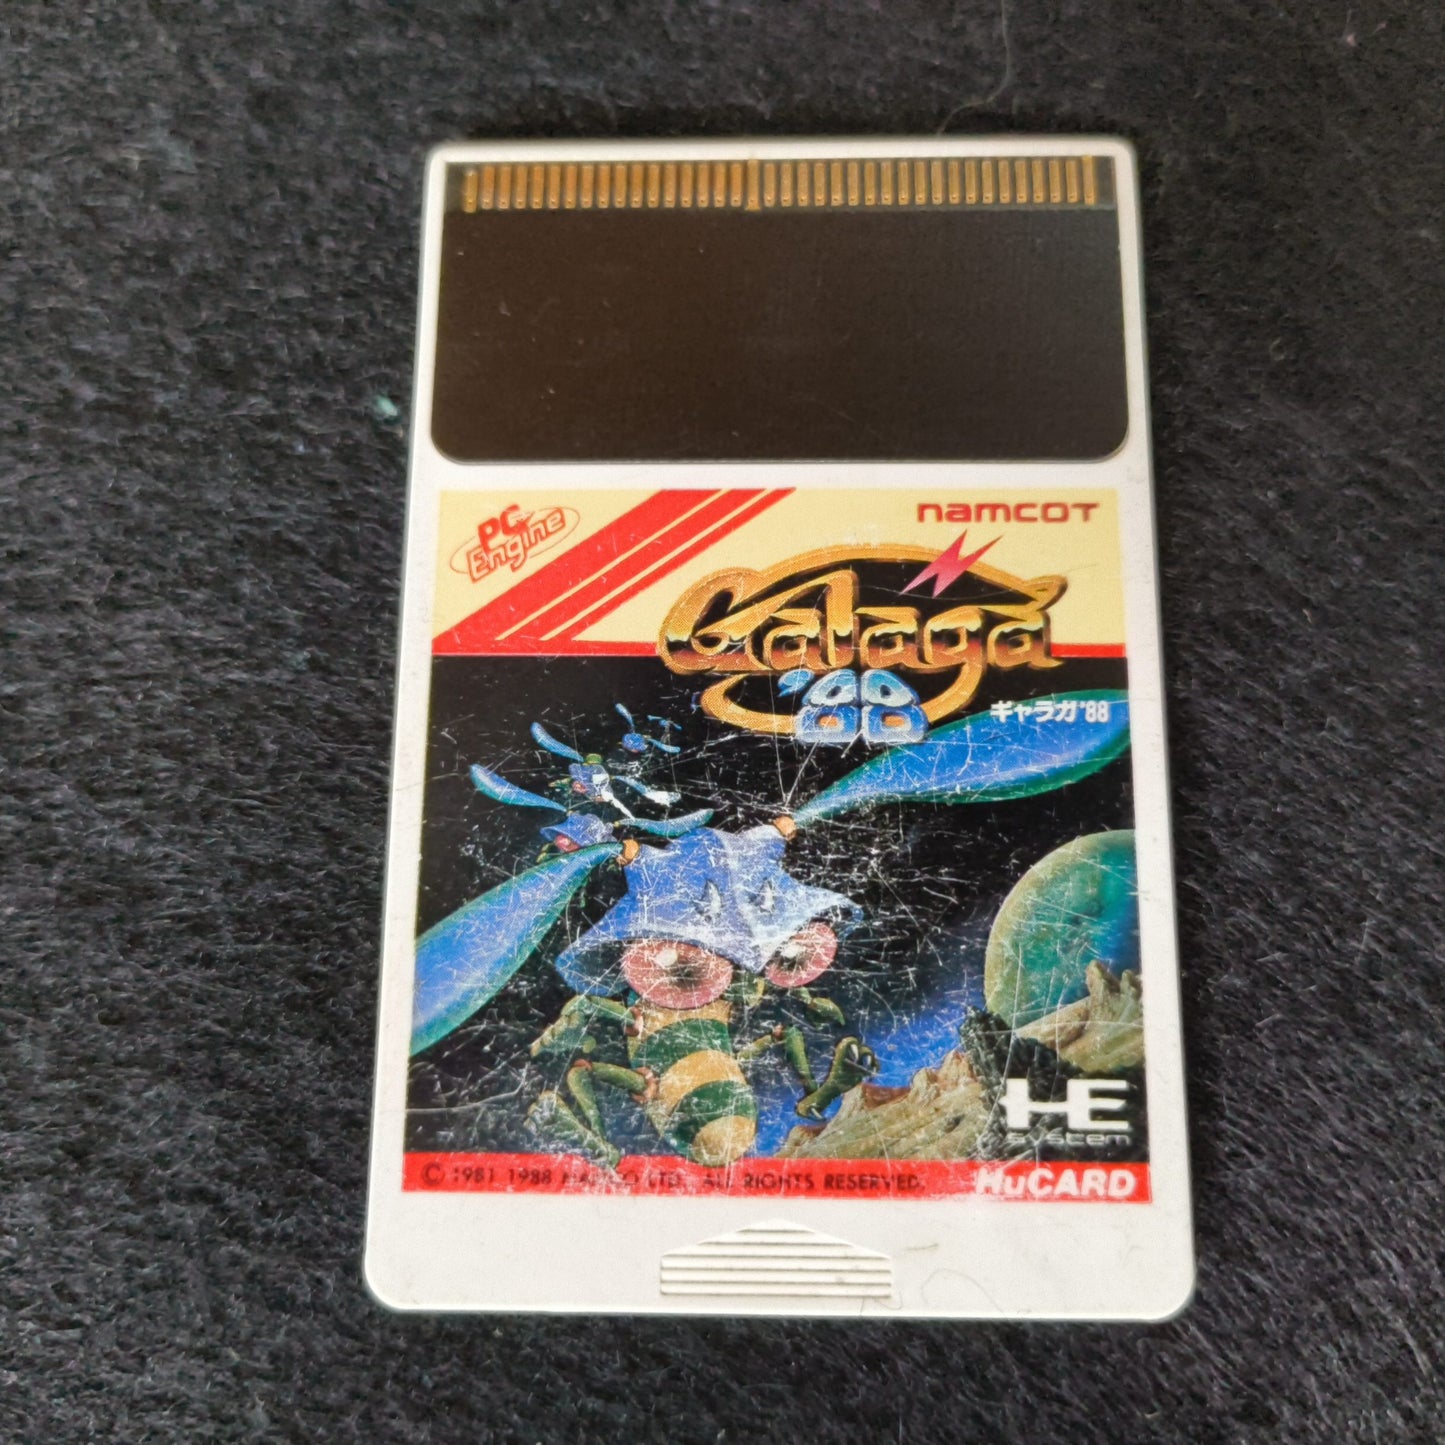 PC Engine
namcot
Galaga
'88
ギャラガ'88
HE
system
© 1981 1988 NAMCO LTD., ALL RIGHTS RESERVED.
HuCARD